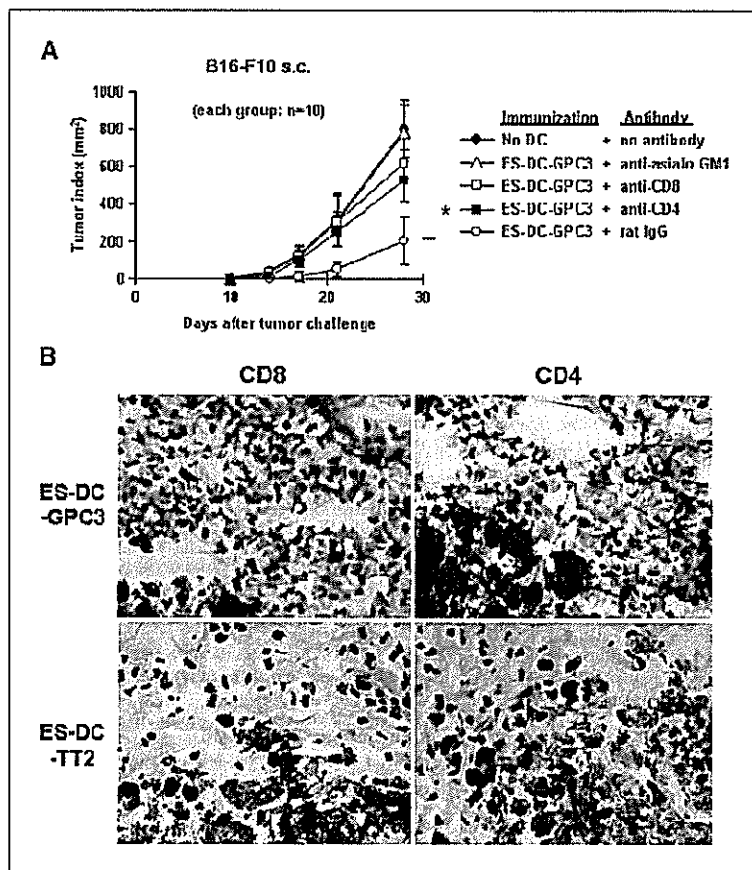 A
B16-F10 s.c.
(each group: n=10)
Tumor index (mm²)
1000
800
600
400
200
0
0
10
20
30
Days after tumor challenge
Immunization Antibody
No DC + no antibody
ES-DC-GPC3 + anti-asialo GM1
ES-DC-GPC3 + anti-CD8
* ES-DC-GPC3 + anti-CD4
ES-DC-GPC3 + rat IgG
B
CD8 CD4
ES-DC
-GPC3
ES-DC
-TT2